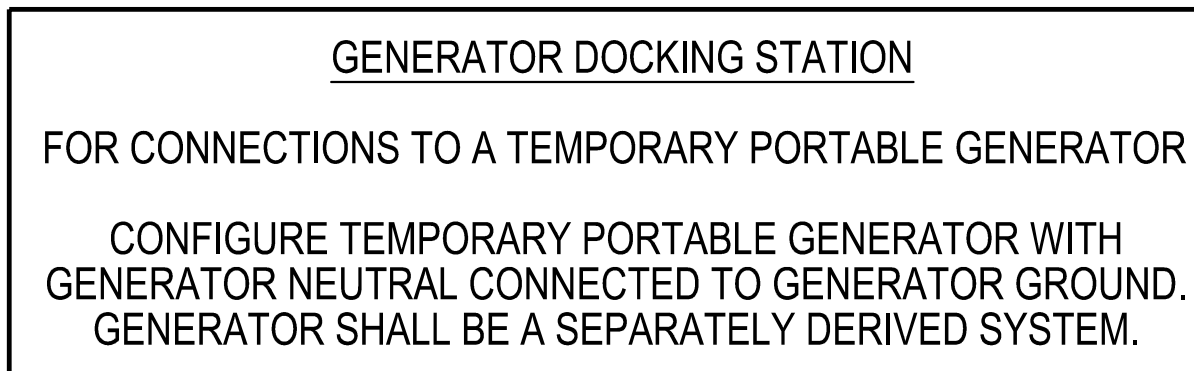 GENERATOR DOCKING STATION
FOR CONNECTIONS TO A TEMPORARY PORTABLE GENERATOR
CONFIGURE TEMPORARY PORTABLE GENERATOR WITH
GENERATOR NEUTRAL CONNECTED TO GENERATOR GROUND.
GENERATOR SHALL BE A SEPARATELY DERIVED SYSTEM.